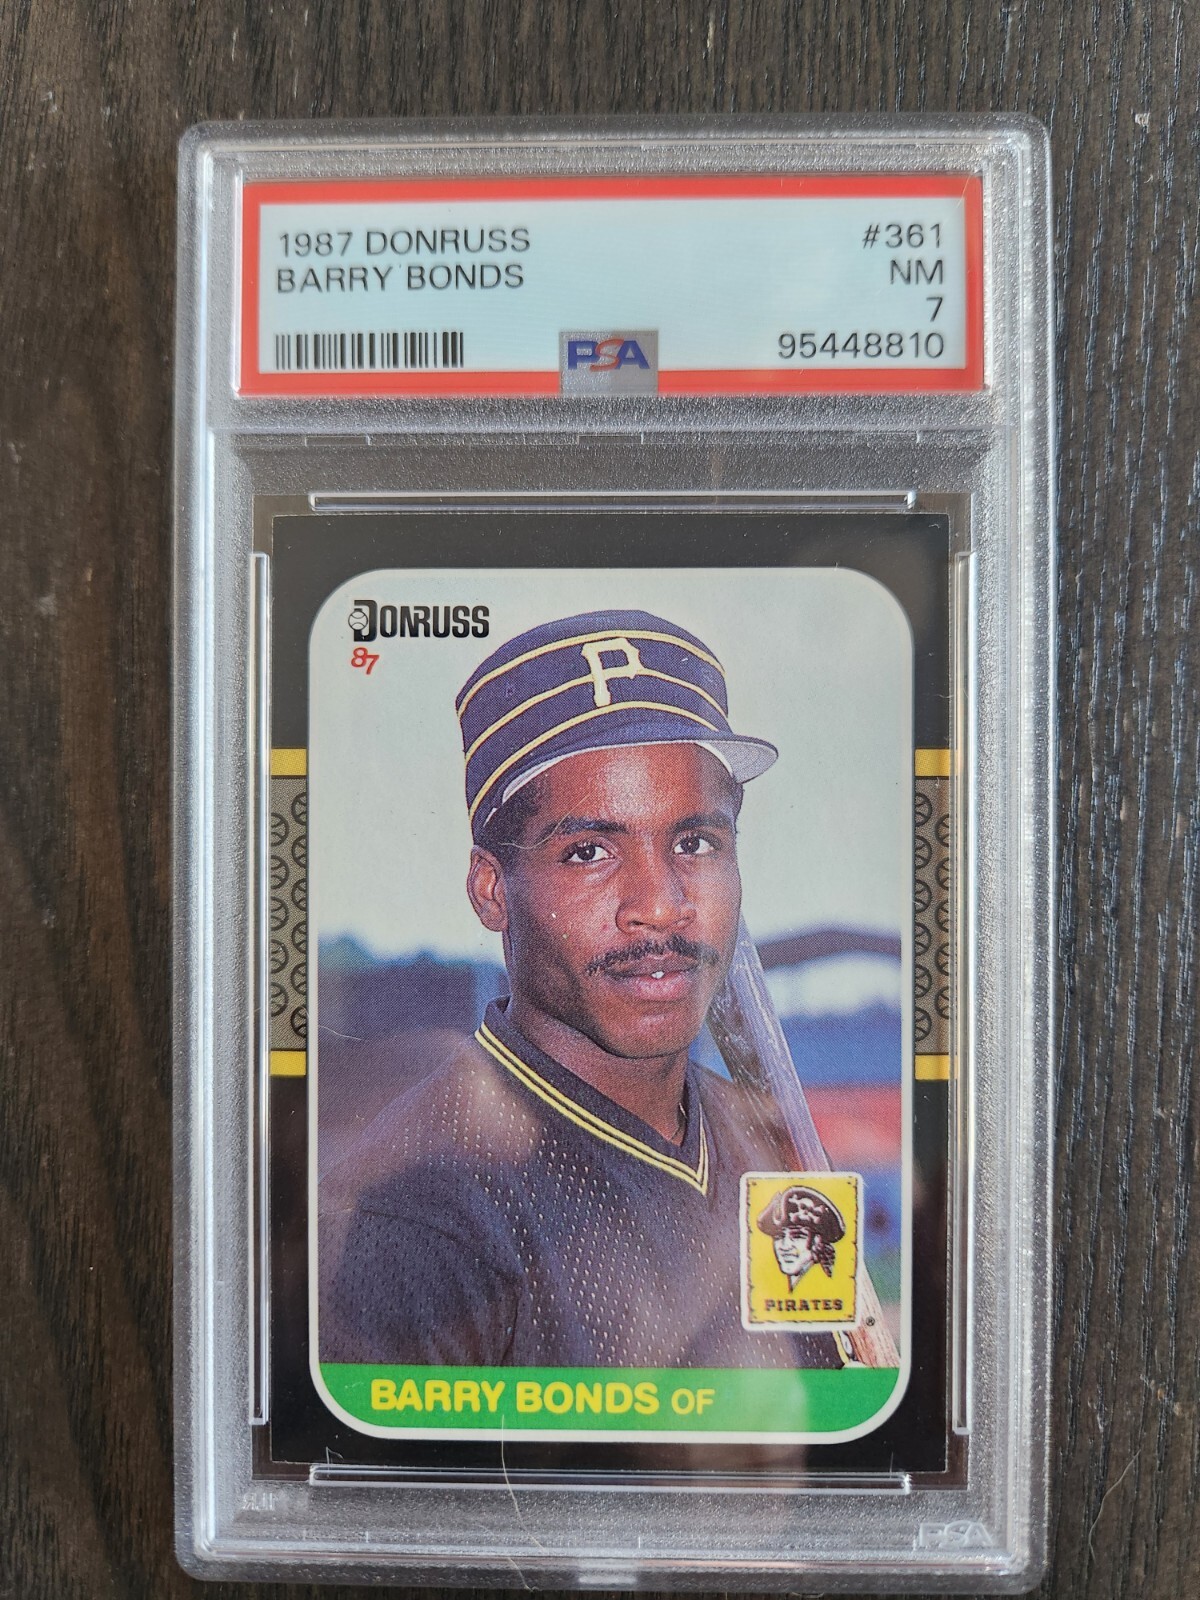 1987 DONRUSS #361
BARRY BONDS NM
7
PSA 95448810
DONRUSS
87
P
PIRATES
®
BARRY BONDS OF
PSA